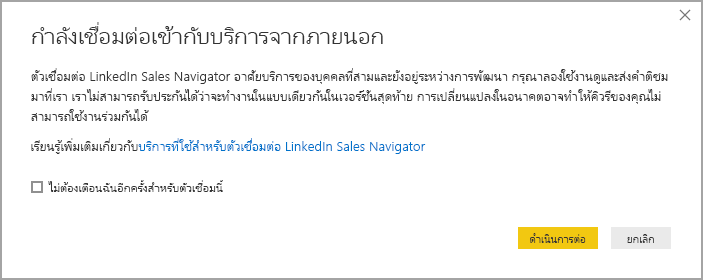 กำลังเชื่อมต่อเข้ากับบริการจากภายนอก
ตัวเชื่อมต่อ LinkedIn Sales Navigator อาศัยบริการของบุคคลที่สามและยังอยู่ระหว่างการพัฒนา กรุณาลองใช้งานดูและส่งคำติชม
มาที่เรา เราไม่สามารถรับประกันได้ว่าจะทำงานในแบบเดียวกันในเวอร์ชันสุดท้าย การเปลี่ยนแปลงในอนาคตอาจทำให้คิวรีของคุณไม่
สามารถใช้งานร่วมกันได้
เรียนรู้เพิ่มเติมเกี่ยวกับบริการที่ใช้สำหรับตัวเชื่อมต่อ LinkedIn Sales Navigator
ไม่ต้องเตือนฉันอีกครั้งสำหรับตัวเชื่อมนี้
ดำเนินการต่อ
ยกเลิก